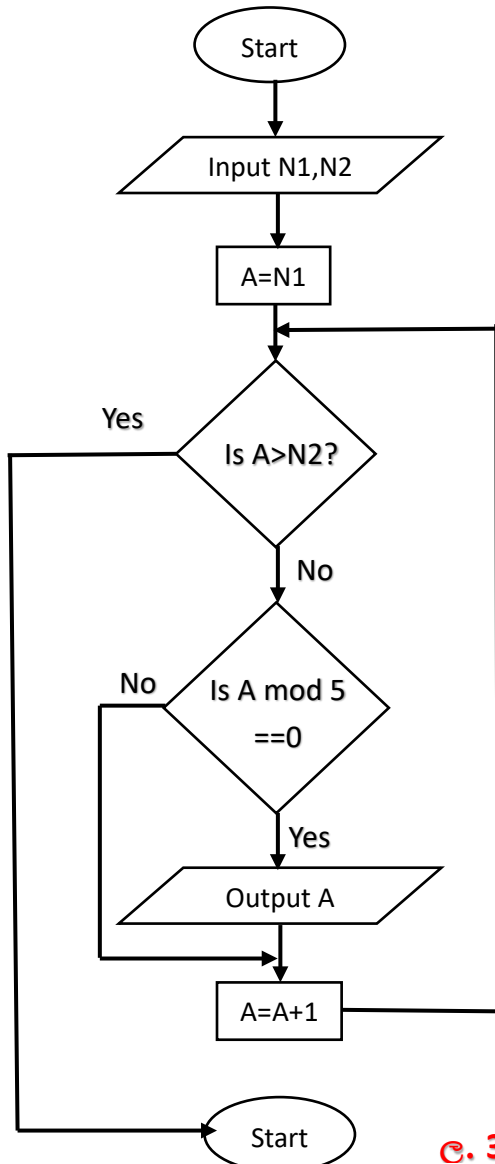 Start
Input N1,N2
A=N1
Yes
Is A>N2?
No
No
Is A mod 5
==0
Yes
Output A
A=A+1
Start